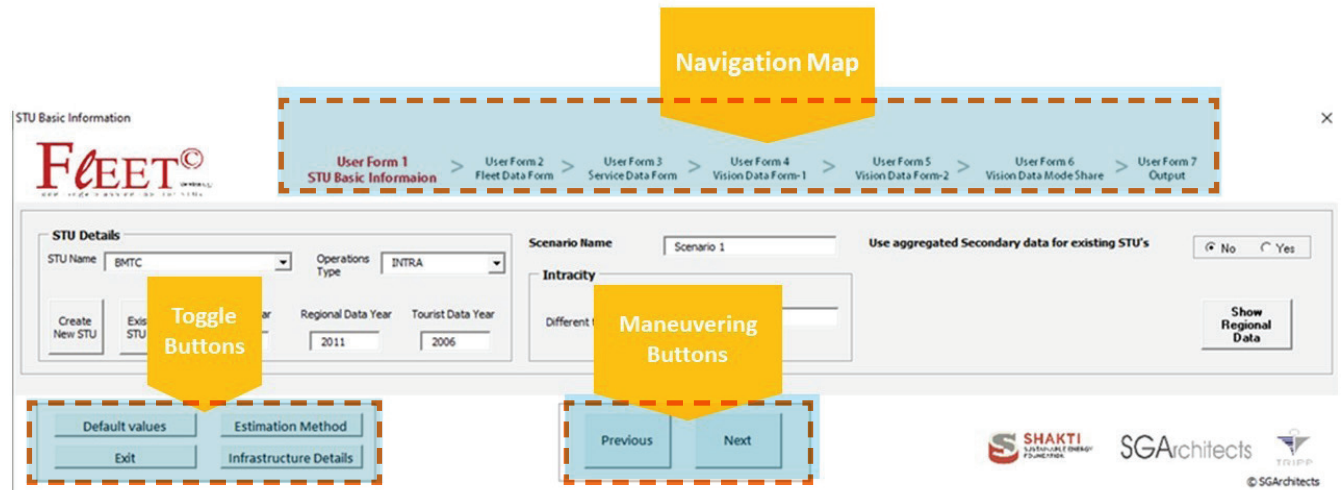 Navigation Map
STU Basic Information
FLEET©
User Form 1 > User Form 2 > User Form 3 > User Form 4 > User Form 5 > User Form 6 > User Form 7
STU Basic Informaion Fleet Data Form Service Data Form Vision Data Form-1 Vision Data Form-2 Vision Data Mode Share Output
STU Details
STU Name BMTC Operations Type INTRA
Scenario Name Scenario 1
Use aggregated Secondary data for existing STU's No Yes
Intracity
Toggle Buttons
Maneuvering Buttons
Create New STU
STU
Regional Data Year 2011
Tourist Data Year 2006
Different
Show Regional Data
Default values Estimation Method
Exit Infrastructure Details
Previous Next
SHAKTI
SUSTAINABLE ENERGY
FOUNDATION
SGArchitects
TRIPP
© SGArchitects